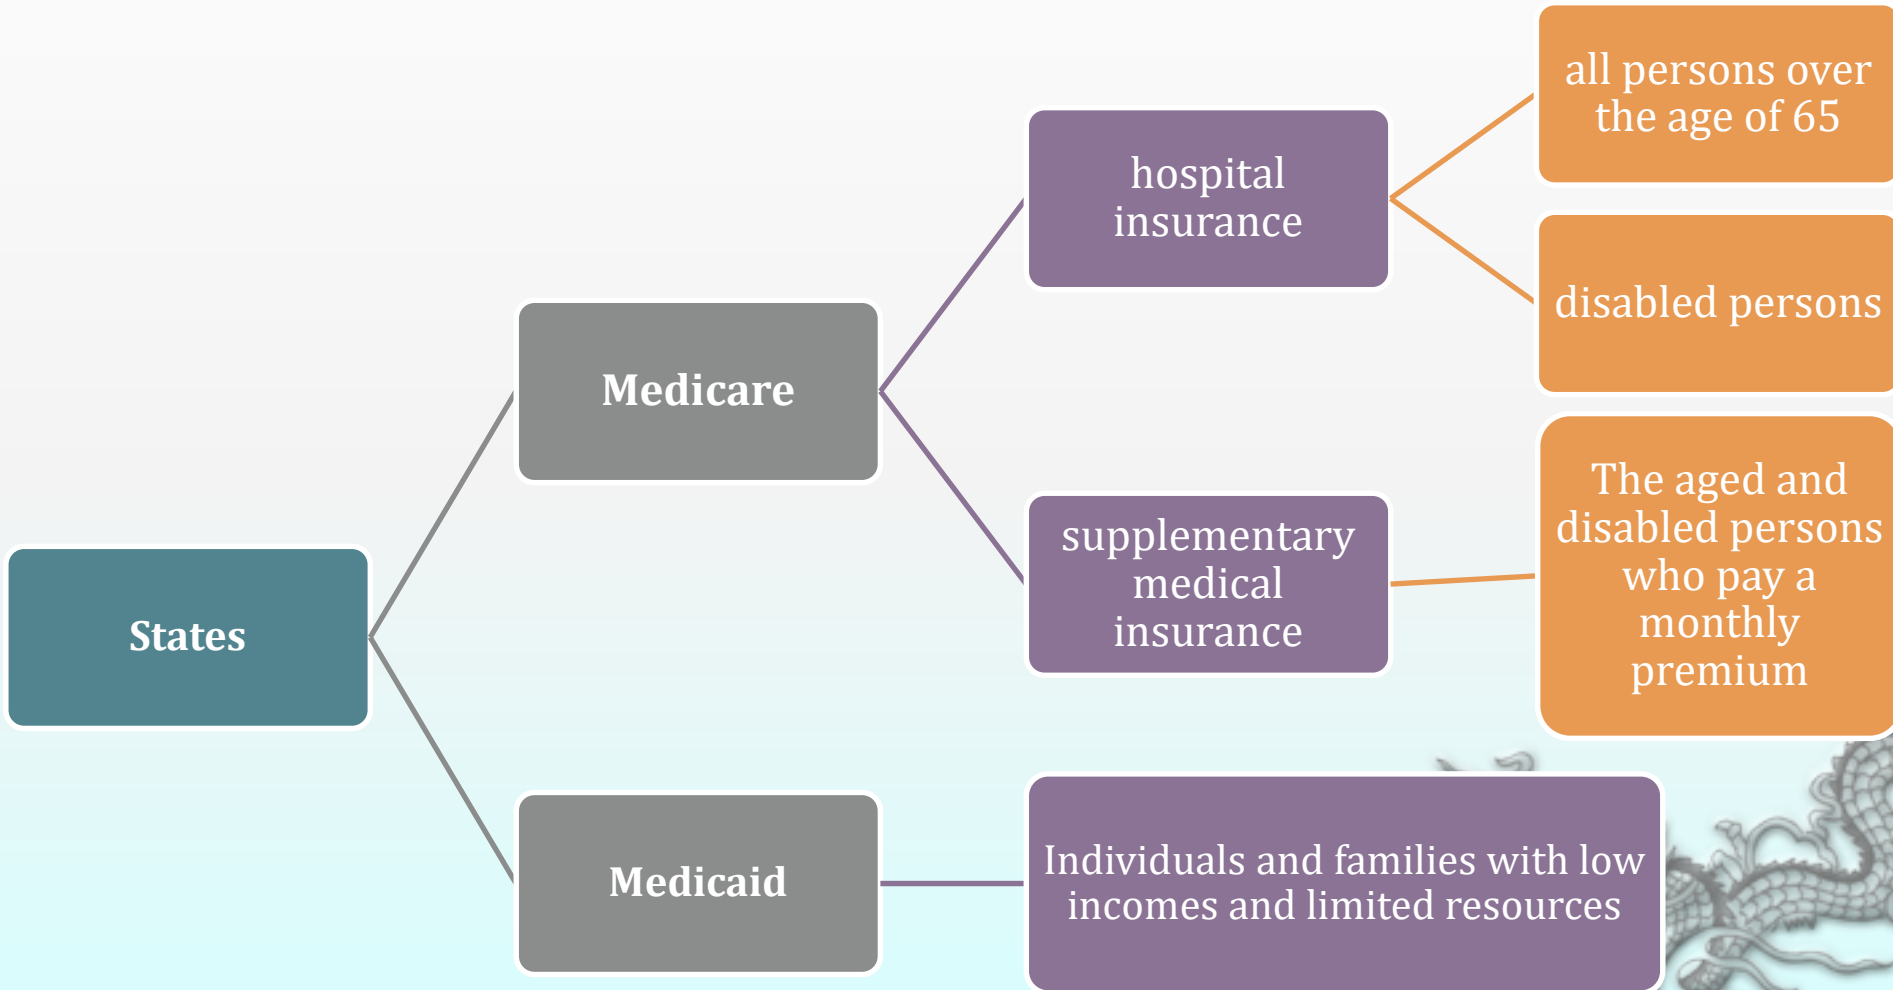 States
Medicare
Medicaid
hospital
insurance
supplementary
medical
insurance
Individuals and families with low
incomes and limited resources
all persons over
the age of 65
disabled persons
The aged and
disabled persons
who pay a
monthly
premium